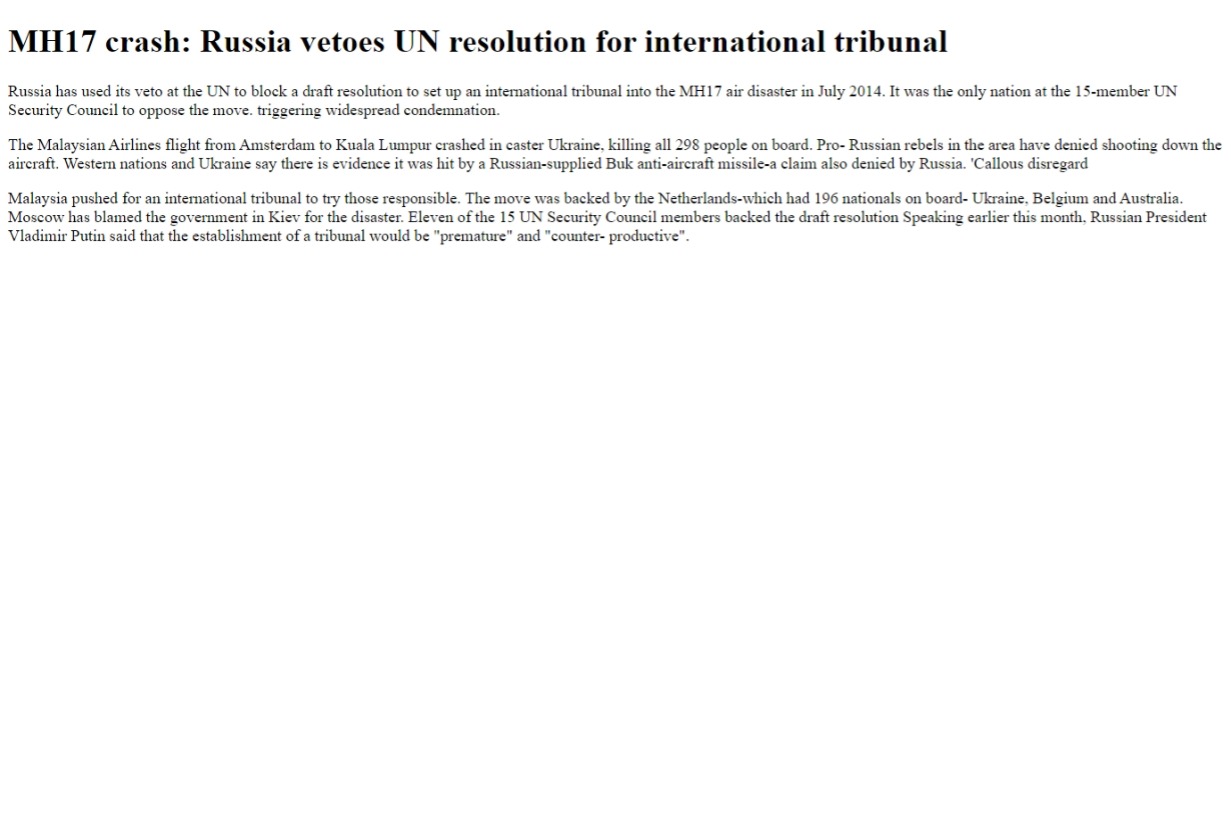 MH17 crash: Russia vetoes UN resolution for international tribunal
Russia has used its veto at the UN to block a draft resolution to set up an international tribunal into the MH17 air disaster in July 2014. It was the only nation at the 15-member UN
Security Council to oppose the move. triggering widespread condemnation.
The Malaysian Airlines flight from Amsterdam to Kuala Lumpur crashed in caster Ukraine, killing all 298 people on board. Pro- Russian rebels in the area have denied shooting down the
aircraft. Western nations and Ukraine say there is evidence it was hit by a Russian-supplied Buk anti-aircraft missile-a claim also denied by Russia. 'Callous disregard
Malaysia pushed for an international tribunal to try those responsible. The move was backed by the Netherlands-which had 196 nationals on board- Ukraine, Belgium and Australia.
Moscow has blamed the government in Kiev for the disaster. Eleven of the 15 UN Security Council members backed the draft resolution Speaking earlier this month, Russian President
Vladimir Putin said that the establishment of a tribunal would be "premature" and "counter- productive".